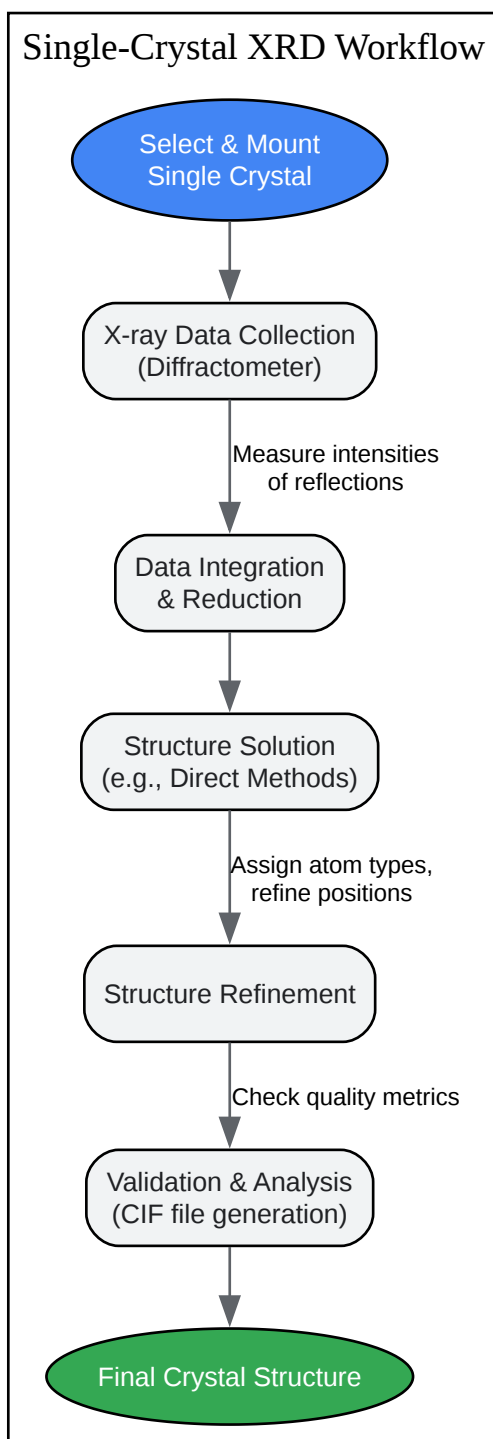 Single-Crystal XRD Workflow
Select & Mount
Single Crystal
X-ray Data Collection
(Diffractometer)
Measure intensities
of reflections
Data Integration
& Reduction
Structure Solution
(e.g., Direct Methods)
Assign atom types,
refine positions
Structure Refinement
Check quality metrics
Validation & Analysis
(CIF file generation)
Final Crystal Structure